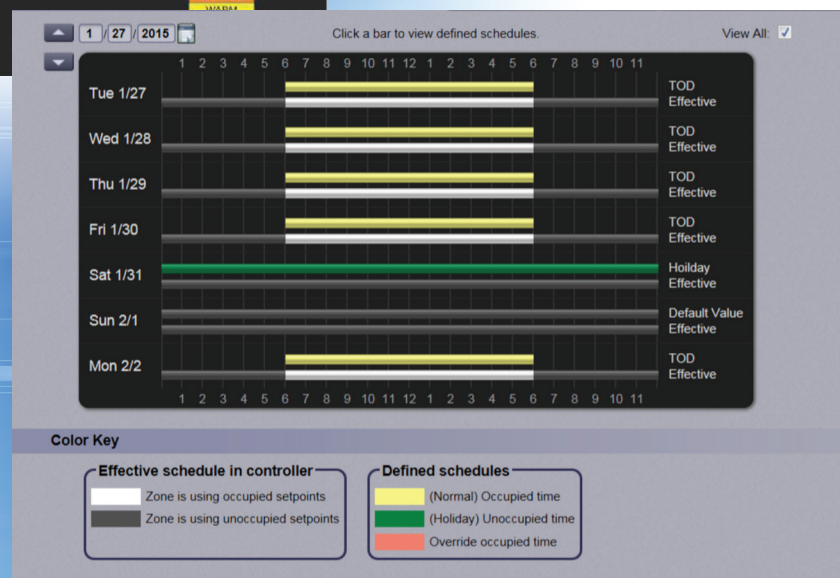 WARM
1 / 27 / 2015 Click a bar to view defined schedules. View All:
1 2 3 4 5 6 7 8 9 10 11 12 1 2 3 4 5 6 7 8 9 10 11
Tue 1/27 TOD
Effective
Wed 1/28 TOD
Effective
Thu 1/29 TOD
Effective
Fri 1/30 TOD
Effective
Sat 1/31 Hoilday
Effective
Sun 2/1 Default Value
Effective
Mon 2/2 TOD
Effective
1 2 3 4 5 6 7 8 9 10 11 12 1 2 3 4 5 6 7 8 9 10 11
Color Key
Effective schedule in controller
Zone is using occupied setpoints
Zone is using unoccupied setpoints
Defined schedules
(Normal) Occupied time
(Holiday) Unoccupied time
Override occupied time